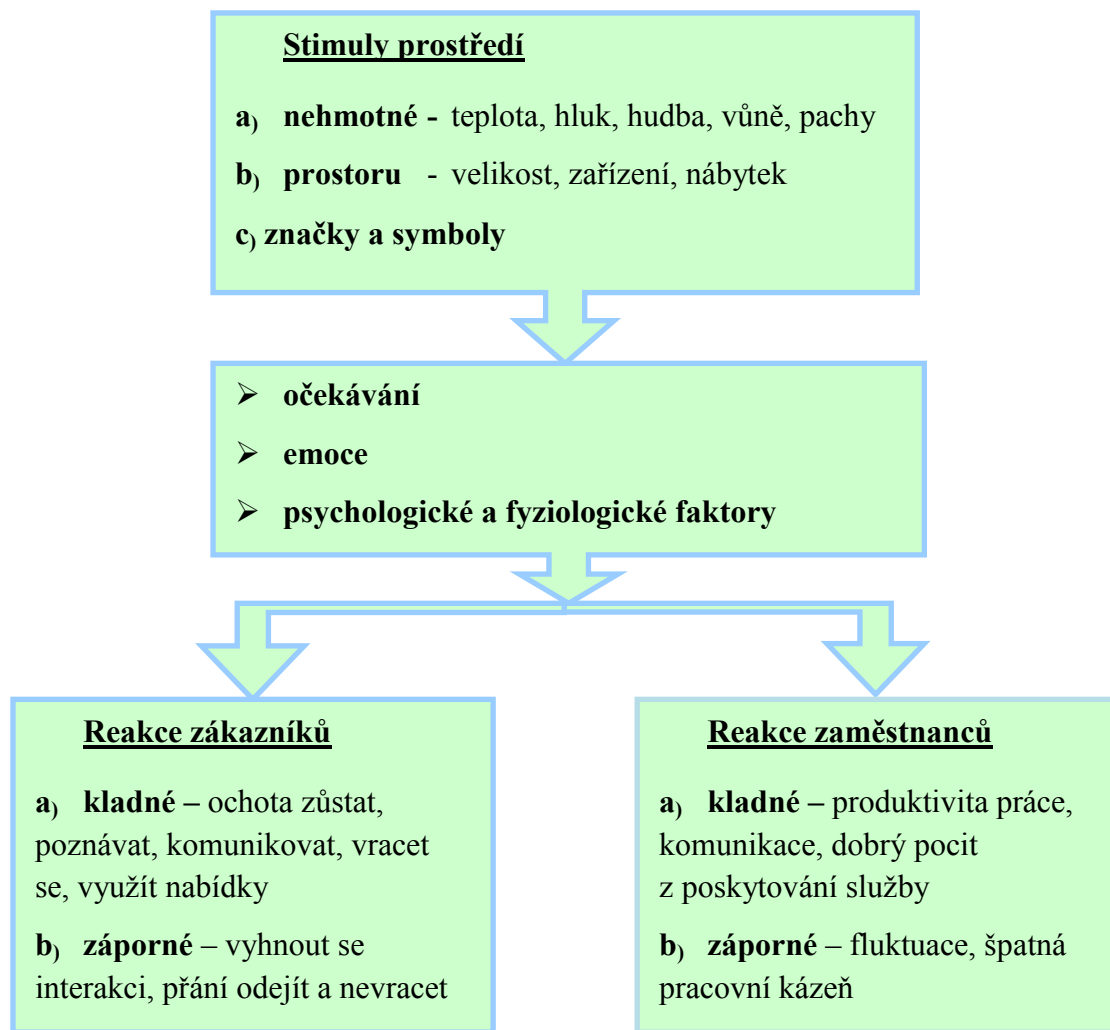 Stimuly prostředí
a) nehmotné - teplota, hluk, hudba, vůně, pachy
b) prostoru - velikost, zařízení, nábytek
c) značky a symboly
➢ očekávání
➢ emoce
➢ psychologické a fyziologické faktory
Reakce zákazníků
a) kladné – ochota zůstat,
poznávat, komunikovat, vracet
se, využít nabídky
b) záporné – vyhnout se
interakci, přání odejít a nevracet
Reakce zaměstnanců
a) kladné – produktivita práce,
komunikace, dobrý pocit
z poskytování služby
b) záporné – fluktuace, špatná
pracovní kázeň